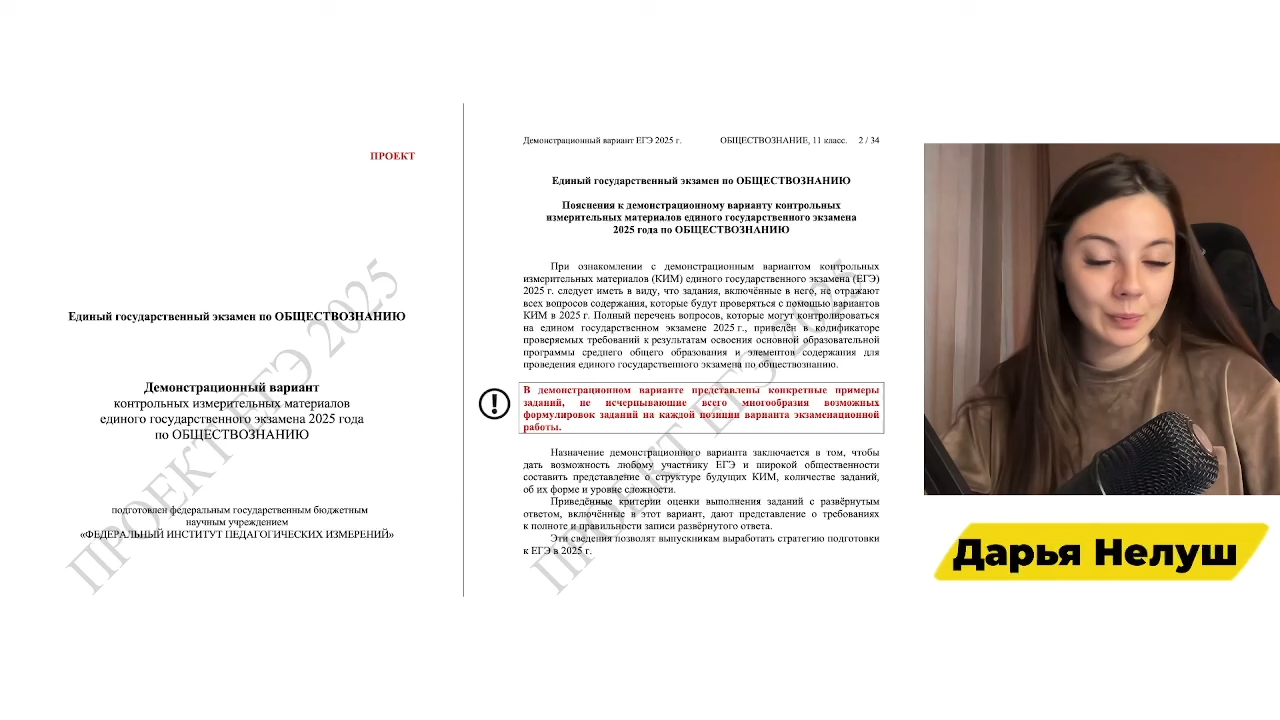 ПРОЕКТ
Единый государственный экзамен по ОБЩЕСТВОЗНАНИЮ
Демонстрационный вариант
контрольных измерительных материалов
единого государственного экзамена 2025 года
по ОБЩЕСТВОЗНАНИЮ
подготовлен федеральным государственным бюджетным
научным учреждением
«ФЕДЕРАЛЬНЫЙ ИНСТИТУТ ПЕДАГОГИЧЕСКИХ ИЗМЕРЕНИЙ»
ПРОЕКТ ЕГЭ 2025
Демонстрационный вариант ЕГЭ 2025 г. ОБЩЕСТВОЗНАНИЕ, 11 класс. 2 / 34
Единый государственный экзамен по ОБЩЕСТВОЗНАНИЮ
Пояснения к демонстрационному варианту контрольных
измерительных материалов единого государственного экзамена
2025 года по ОБЩЕСТВОЗНАНИЮ
При ознакомлении с демонстрационным вариантом контрольных
измерительных материалов (КИМ) единого государственного экзамена (ЕГЭ)
2025 г. следует иметь в виду, что задания, включённые в него, не отражают
всех вопросов содержания, которые будут проверяться с помощью вариантов
КИМ в 2025 г. Полный перечень вопросов, которые могут контролироваться
на едином государственном экзамене 2025 г., приведён в кодификаторе
проверяемых требований к результатам освоения основной образовательной
программы среднего общего образования и элементов содержания для
проведения единого государственного экзамена по обществознанию.
В демонстрационном варианте представлены конкретные примеры
заданий, не исчерпывающие всего многообразия возможных
формулировок заданий на каждой позиции варианта экзаменационной
работы.
Назначение демонстрационного варианта заключается в том, чтобы
дать возможность любому участнику ЕГЭ и широкой общественности
составить представление о структуре будущих КИМ, количестве заданий,
об их форме и уровне сложности.
Приведённые критерии оценки выполнения заданий с развёрнутым
ответом, включённые в этот вариант, дают представление о требованиях
к полноте и правильности записи развёрнутого ответа.
Эти сведения позволят выпускникам выработать стратегию подготовки
к ЕГЭ в 2025 г.
ПРОЕКТ ЕГЭ 2025
Дарья Нелуш